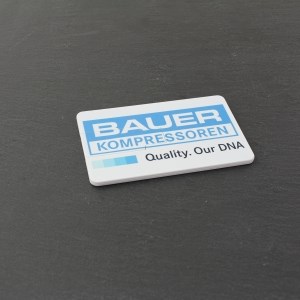 BAUER
KOMPRESSOREN
Quality. Our DNA